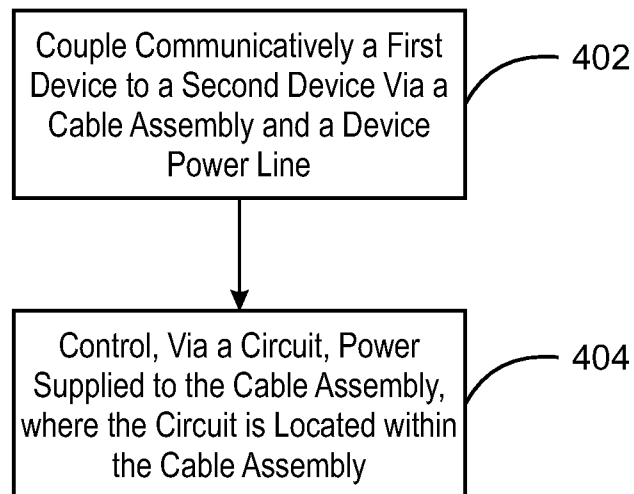 Couple Communicatively a First
Device to a Second Device Via a
Cable Assembly and a Device
Power Line
402
Control, Via a Circuit, Power
Supplied to the Cable Assembly,
where the Circuit is Located within
the Cable Assembly
404